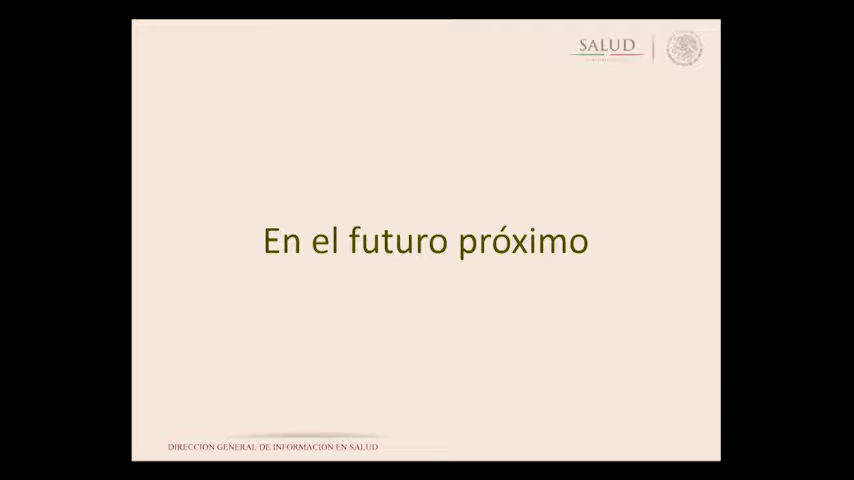 SALUD
En el futuro próximo
DIRECCIÓN GENERAL DE INFORMACION EN SALUD